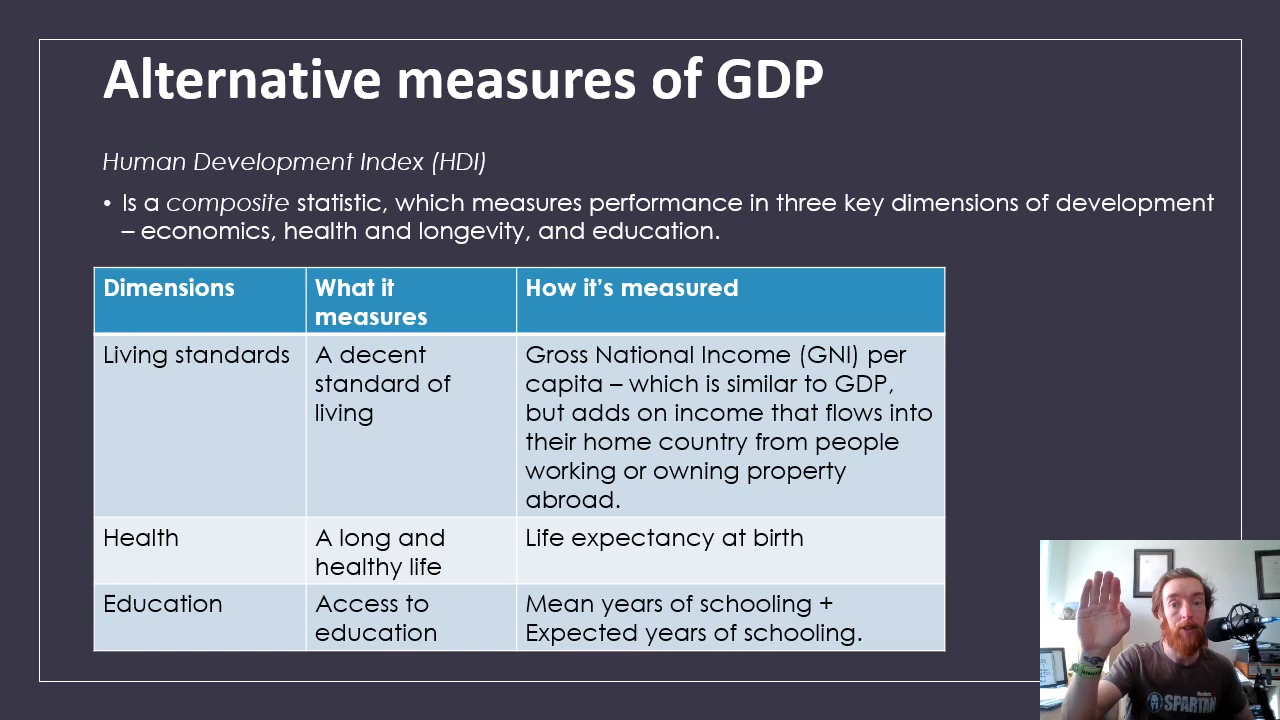 Alternative measures of GDP
Human Development Index (HDI)
• Is a composite statistic, which measures performance in three key dimensions of development
– economics, health and longevity, and education.
Dimensions
What it
measures
How it's measured
Living standards
A decent
standard of
living
Gross National Income (GNI) per
capita – which is similar to GDP,
but adds on income that flows into
their home country from people
working or owning property
abroad.
Health
A long and
healthy life
Life expectancy at birth
Education
Access to
education
Mean years of schooling +
Expected years of schooling.
SPARTAN